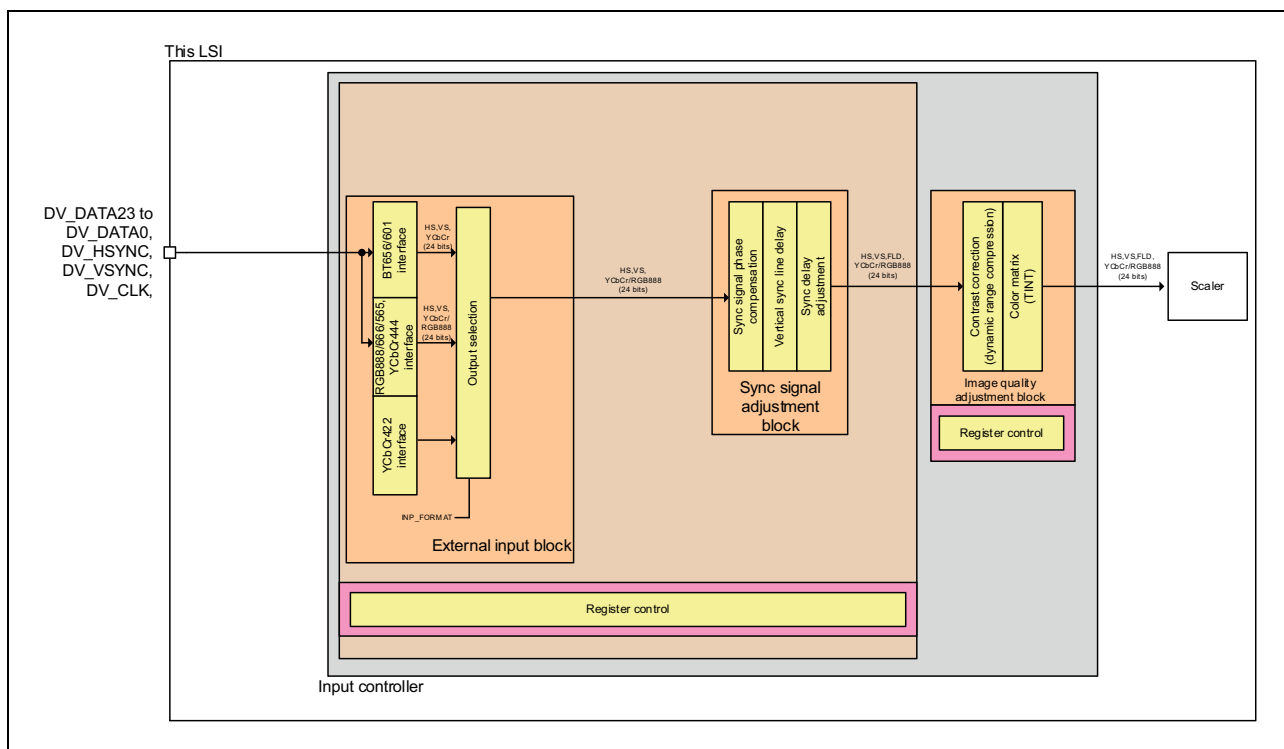 This LSI
DV_DATA23 to
DV_DATA0,
DV_HSYNC,
DV_VSYNC,
DV_CLK,
BT656/601
interface
HS,VS,
YCbCr
(24 bits)
RGB888/666/565,
YCbCr444
interface
HS,VS,
YCbCr/
RGB888
(24 bits)
YCbCr422
interface
Output selection
INP_FORMAT
External input block
HS,VS,
YCbCr/RGB888
(24 bits)
Sync signal phase
compensation
Vertical sync line delay
Sync delay
adjustment
Sync signal
adjustment
block
HS,VS,FLD,
YCbCr/RGB888
(24 bits)
Contrast correction
(dynamic range compression)
Color matrix
(TINT)
Image quality
adjustment block
Register control
HS,VS,FLD,
YCbCr/RGB888
(24 bits)
Scaler
Register control
Input controller